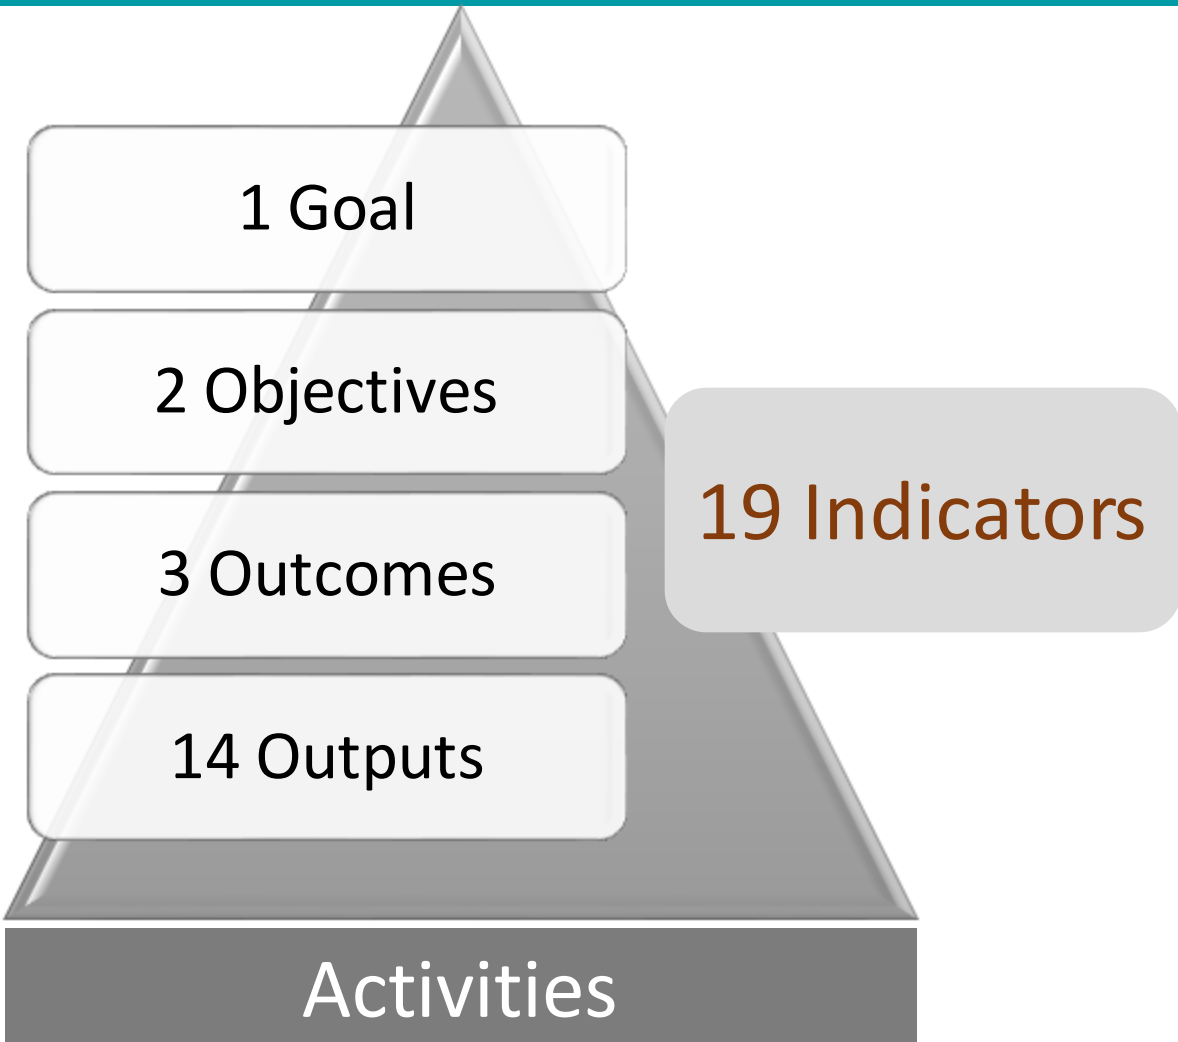 1 Goal
2 Objectives
3 Outcomes
14 Outputs
19 Indicators
Activities